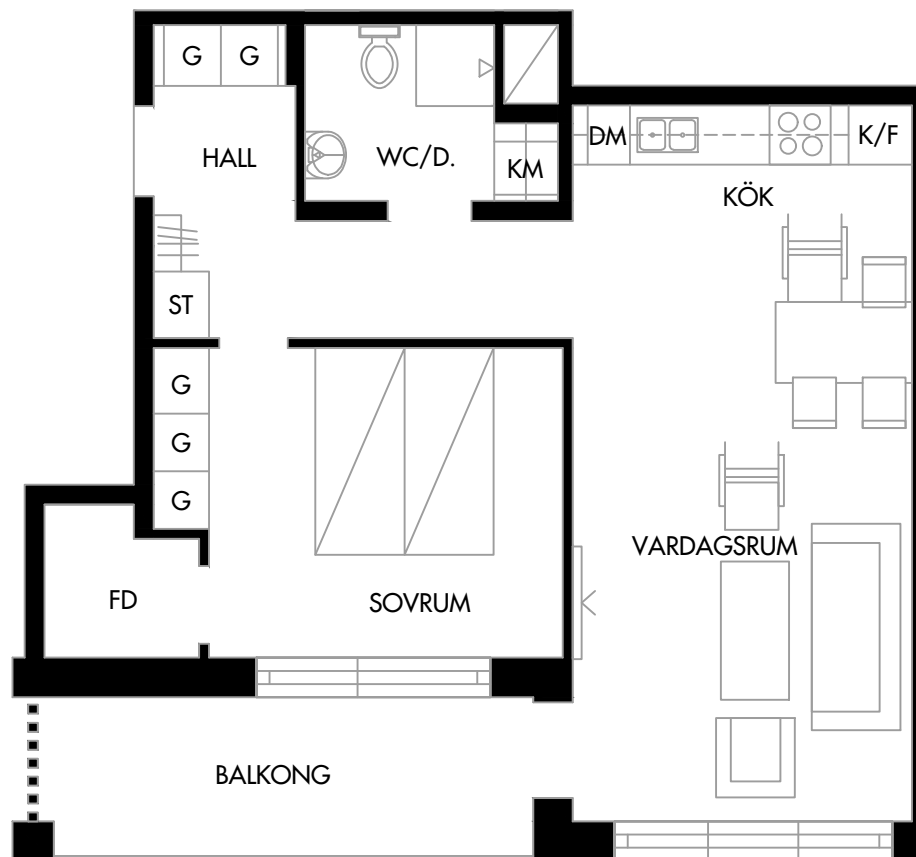 G G
HALL
WC/D.
KM
DM
K/F
KÖK
ST
G
G
G
VARDAGSRUM
FD
SOVRUM
BALKONG